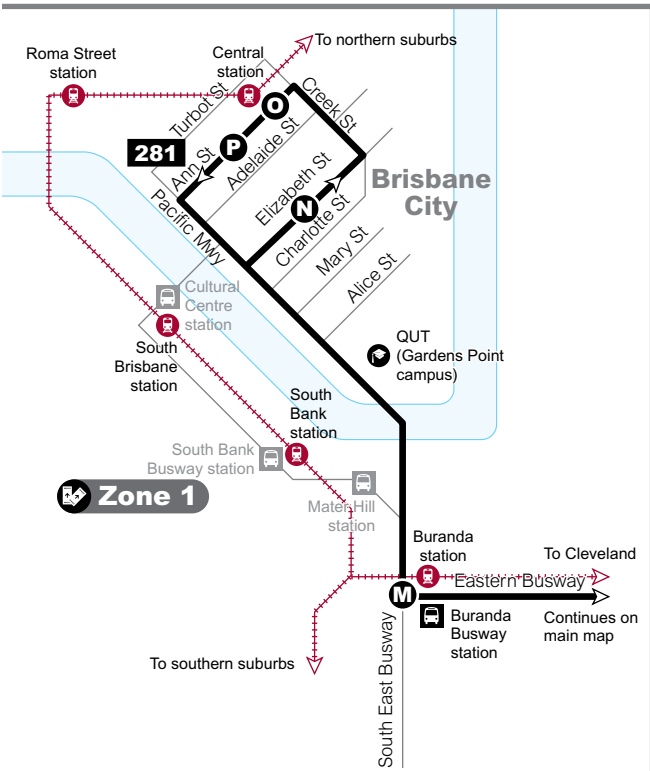 To northern suburbs
Roma Street
station
Central
station
Turbot St
Creek St
O
P
281
Ann St
Adelaide St
Elizabeth St
N
Brisbane
City
Charlotte St
Pacific Mwy
Mary St
Alice St
Cultural
Centre
station
QUT
(Gardens Point
campus)
South
Brisbane
station
South
Bank
station
South Bank
Busway station
Zone 1
Mater Hill
station
Buranda
station
To Cleveland
Eastern Busway
M
Buranda
Busway
station
Continues on
main map
To southern suburbs
South East Busway